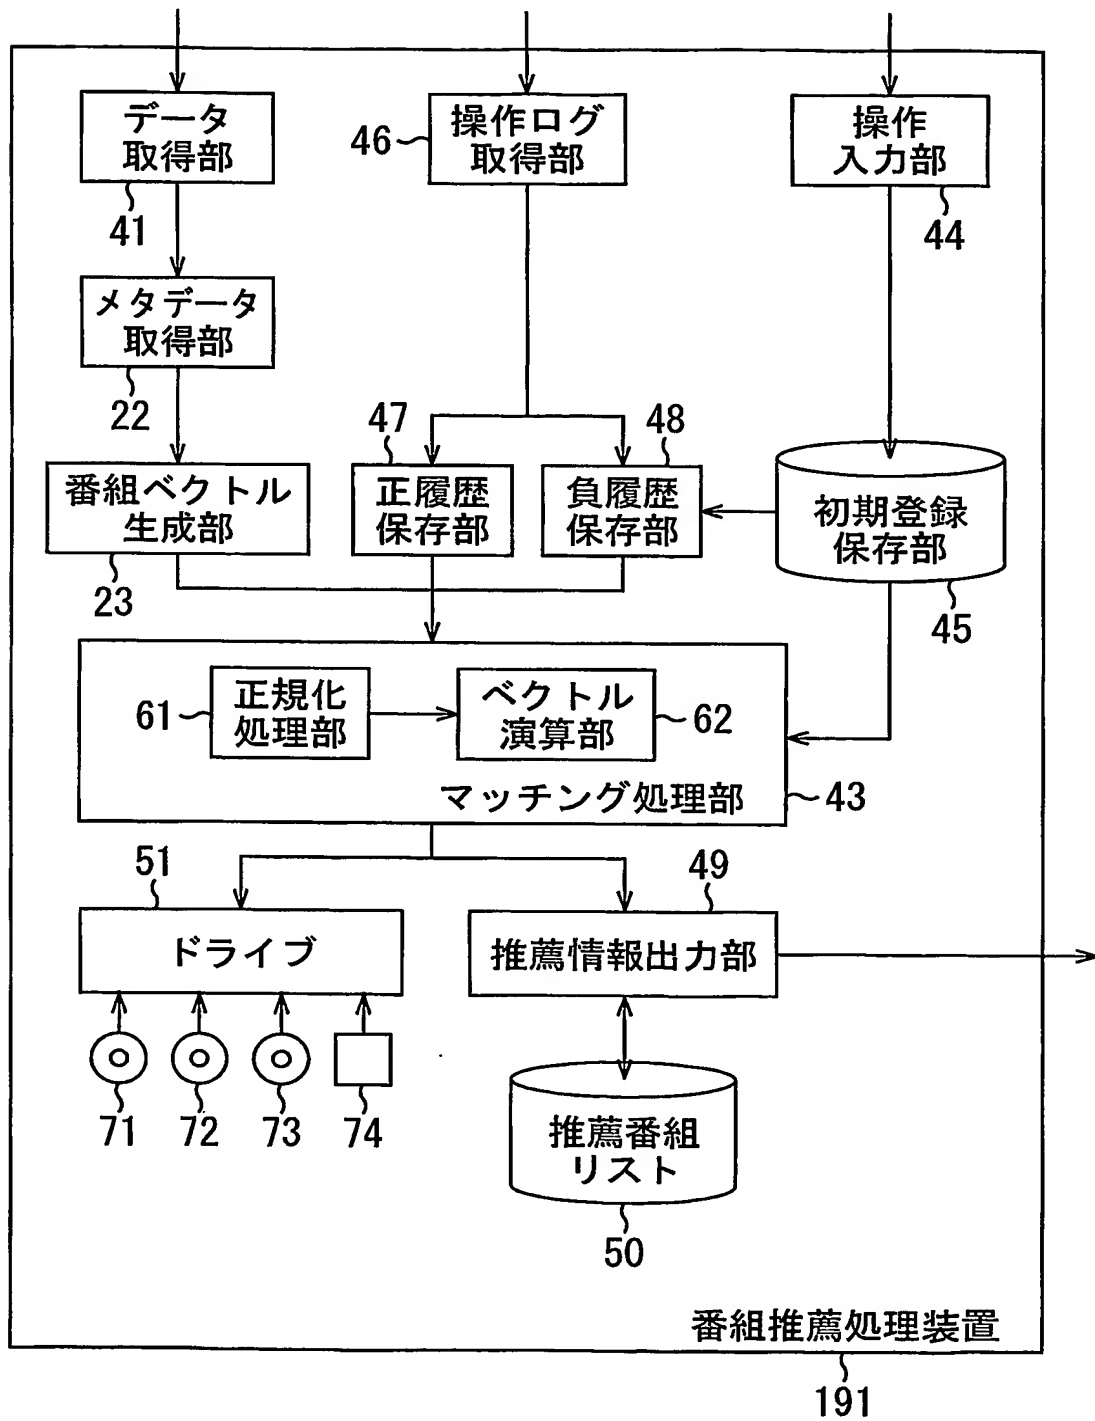 データ
取得部
41
46
操作ログ
取得部
操作
入力部
44
メタデータ
取得部
22
47
48
番組ベクトル
生成部
23
正履歴
保存部
負履歴
保存部
初期登録
保存部
45
61
正規化
処理部
ベクトル
演算部
62
マッチング処理部
43
51
49
ドライブ
推薦情報出力部
71
72
73
74
推薦番組
リスト
50
番組推薦処理装置
191